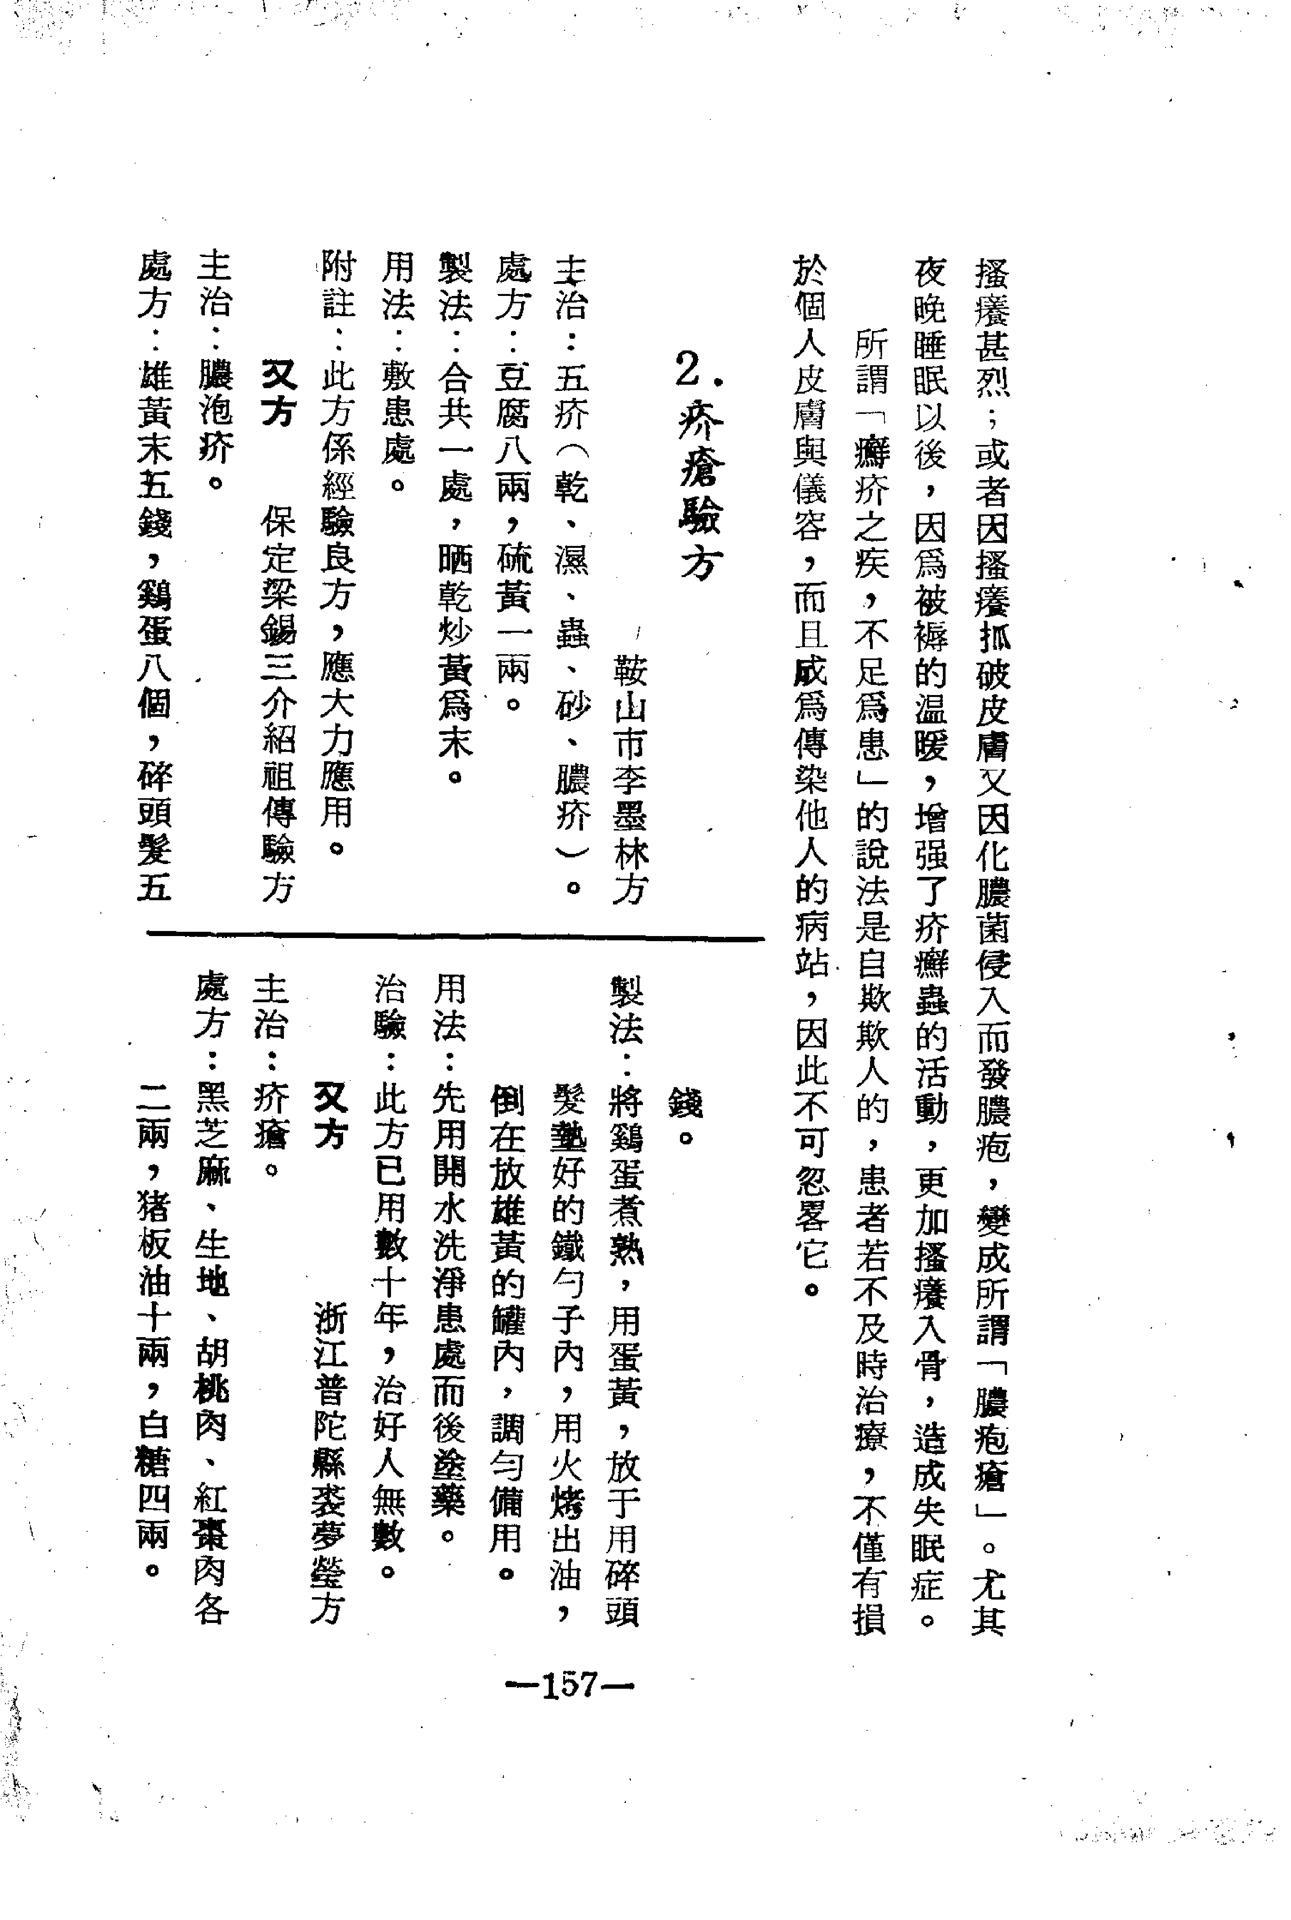 搔癢甚烈；或者因搔癢抓破皮膚又因化膿菌侵入而發膿疱，變成所謂「膿疱瘡」。尤其
夜晚睡眠以後，因爲被褥的温暖，增强了疥癬蟲的活動，更加搔癢入骨，造成失眠症。
所謂「癬疥之疾，不足爲患」的說法是自欺欺人的，患者若不及時治療，不僅有損
於個人皮膚與儀容，而且成爲傳染他人的病站，因此不可忽畧它。
2．疥瘡驗方
鞍山市李墨林方
主治：五疥（乾、濕、蟲、砂、膿疥）。
處方：豆腐八兩，硫黃一兩。
製法：合共一處，晒乾炒黃爲末。
用法：敷患處。
附註：此方係經驗良方，應大力應用。
又方　　保定梁錫三介紹祖傳驗方
主治：膿泡疥。
處方：雄黃末五錢，鷄蛋八個，碎頭髮五
錢。
製法：將鷄蛋煮熟，用蛋黃，放于用碎頭
髮墊好的鐵勺子內，用火烤出油，
倒在放雄黃的罐內，調勻備用。
用法：先用開水洗淨患處而後塗藥。
治驗：此方已用數十年，治好人無數。
又方　　浙江普陀縣裘夢瑩方
主治：疥瘡。
處方：黑芝麻、生地、胡桃肉、紅棗肉各
二兩，猪板油十兩，白糖四兩。
—157—